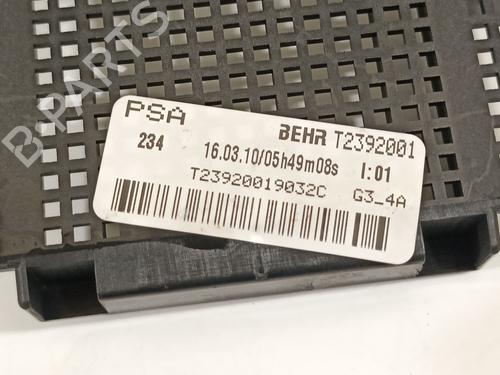 PSA
BEHR T2392001
234 16.03.10/05h49m08s I:01
T23920019032C G3_4A
B-PARTS